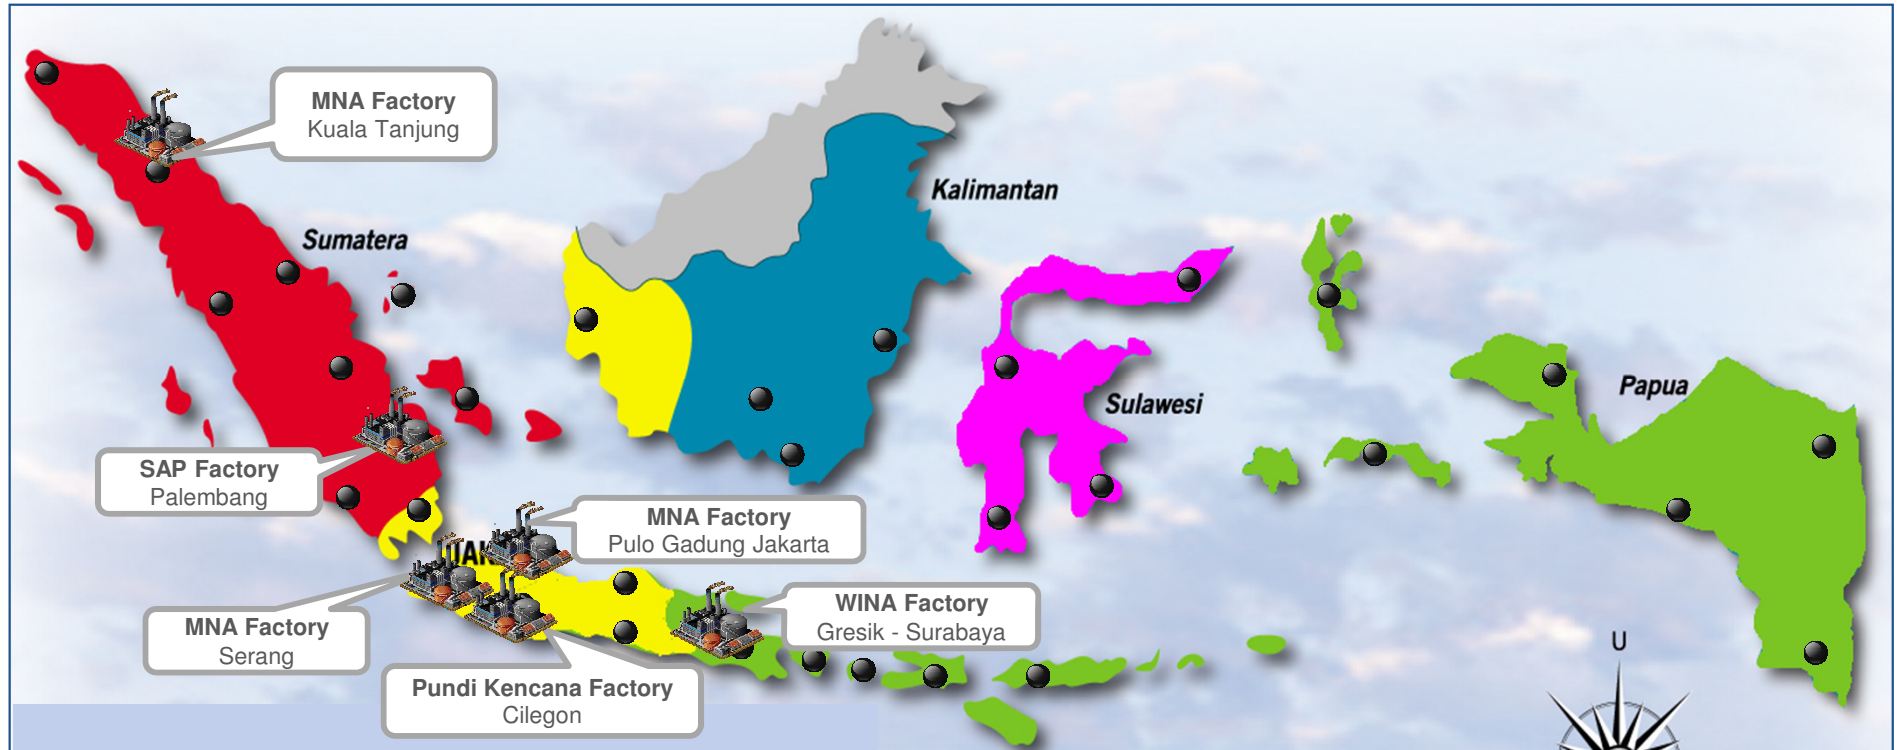 MNA Factory
Kuala Tanjung
Kalimantan
Sumatera
Papua
Sulawesi
SAP Factory
Palembang
MNA Factory
Pulo Gadung Jakarta
WINA Factory
Gresik - Surabaya
MNA Factory
Serang
U
Pundi Kencana Factory
Cilegon